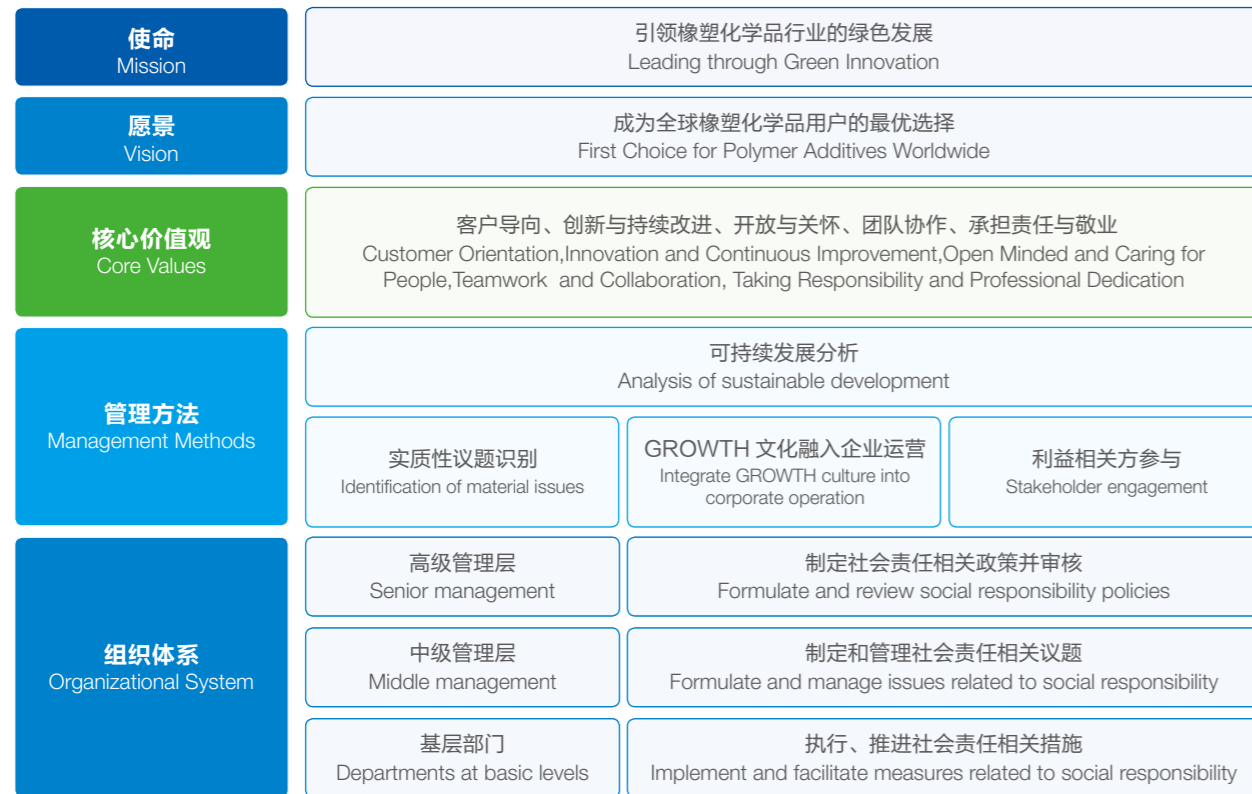 使命
Mission
引领橡塑化学品行业的绿色发展
Leading through Green Innovation
愿景
Vision
成为全球橡塑化学品用户的最优选择
First Choice for Polymer Additives Worldwide
核心价值观
Core Values
客户导向、创新与持续改进、开放与关怀、团队协作、承担责任与敬业
Customer Orientation,Innovation and Continuous Improvement,Open Minded and Caring for
People,Teamwork and Collaboration, Taking Responsibility and Professional Dedication
管理方法
Management Methods
可持续发展分析
Analysis of sustainable development
实质性议题识别
Identification of material issues
GROWTH 文化融入企业运营
Integrate GROWTH culture into
corporate operation
利益相关方参与
Stakeholder engagement
组织体系
Organizational System
高级管理层
Senior management
制定社会责任相关政策并审核
Formulate and review social responsibility policies
中级管理层
Middle management
制定和管理社会责任相关议题
Formulate and manage issues related to social responsibility
基层部门
Departments at basic levels
执行、推进社会责任相关措施
Implement and facilitate measures related to social responsibility